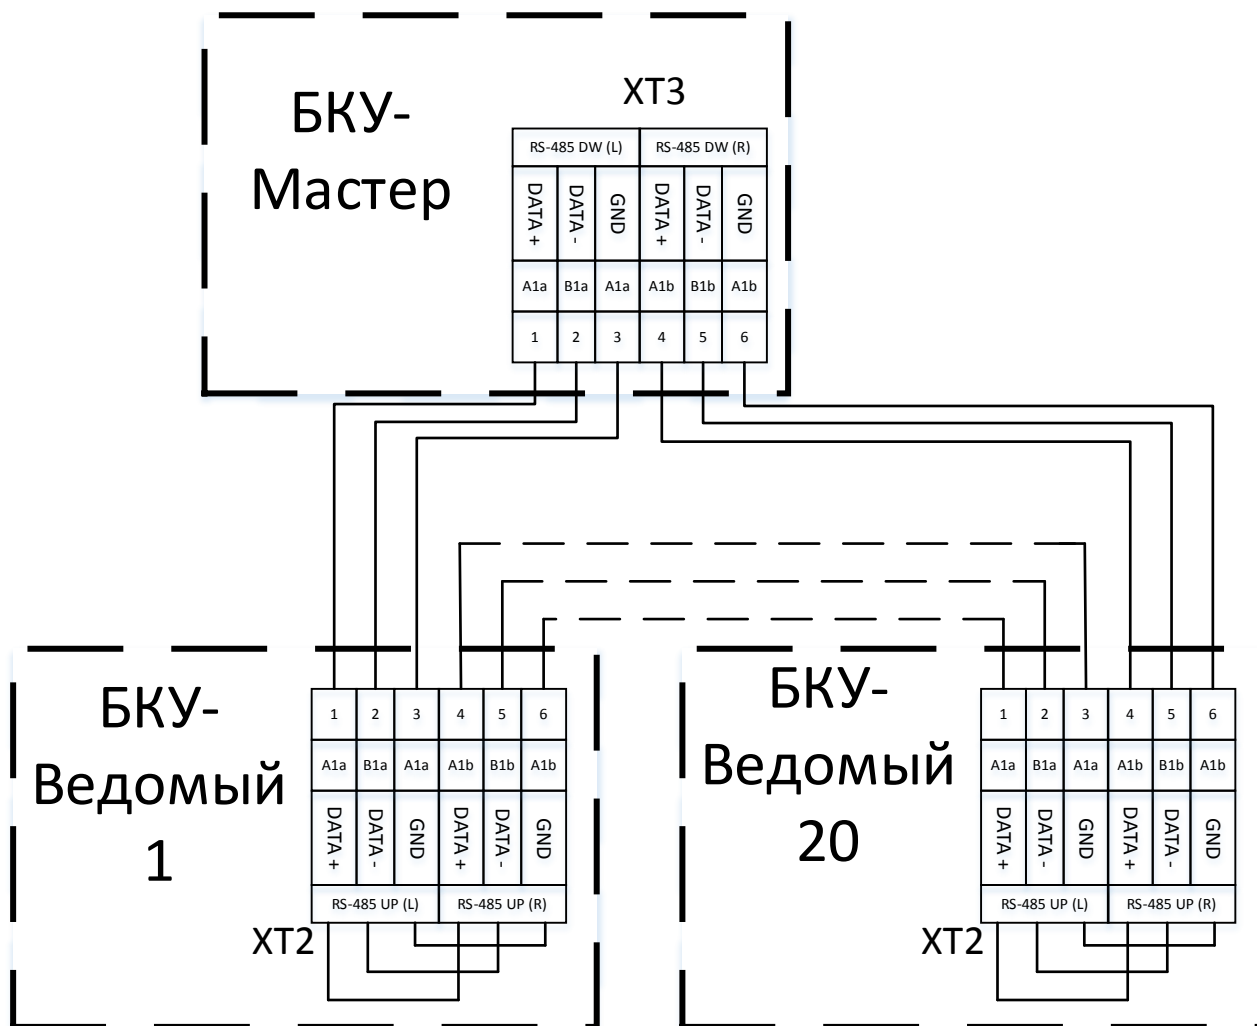 БКУ-
Мастер
XT3
RS-485 DW (L) RS-485 DW (R)
DATA + DATA - GND DATA + DATA - GND
A1a B1a A1a A1b B1b A1b
1 2 3 4 5 6
БКУ-
Ведомый
1
1 2 3 4 5 6
A1a B1a A1a A1b B1b A1b
DATA + DATA - GND DATA + DATA - GND
RS-485 UP (L) RS-485 UP (R)
XT2
БКУ-
Ведомый
20
1 2 3 4 5 6
A1a B1a A1a A1b B1b A1b
DATA + DATA - GND DATA + DATA - GND
RS-485 UP (L) RS-485 UP (R)
XT2